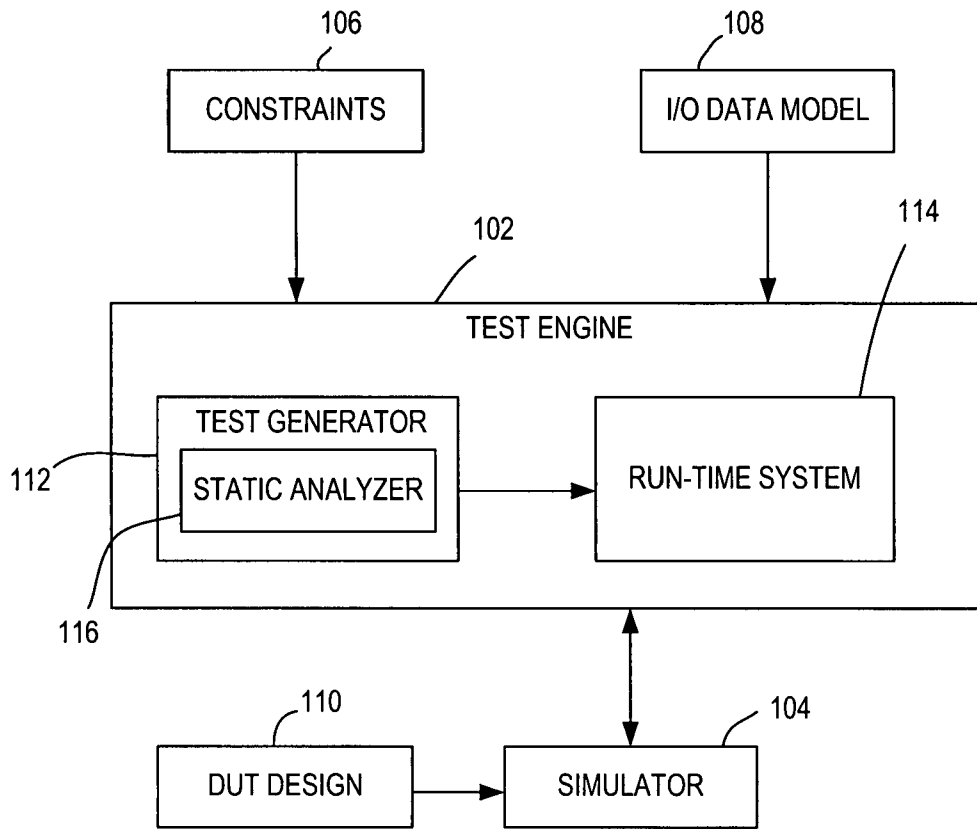 106
108
CONSTRAINTS
I/O DATA MODEL
114
102
TEST ENGINE
TEST GENERATOR
112
STATIC ANALYZER
RUN-TIME SYSTEM
116
110
104
DUT DESIGN
SIMULATOR